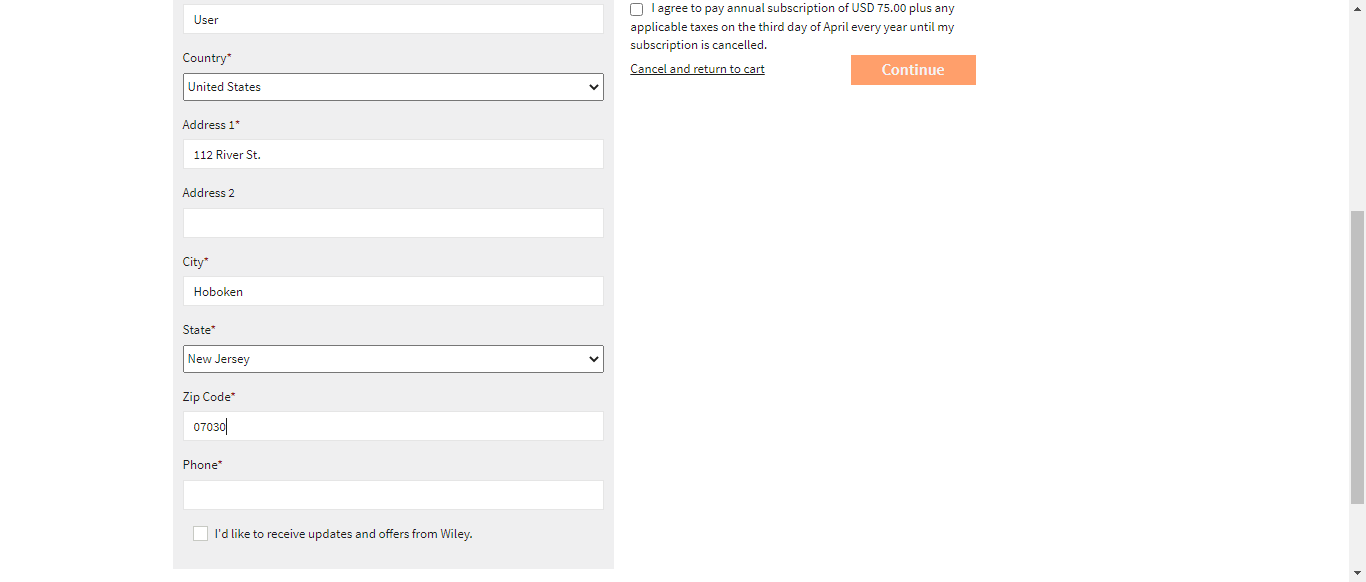 User
Country*
United States
Address 1*
112 River St.
Address 2
City*
Hoboken
State*
New Jersey
Zip Code*
07030
Phone*
I'd like to receive updates and offers from Wiley.
I agree to pay annual subscription of USD 75.00 plus any
applicable taxes on the third day of April every year until my
subscription is cancelled.
Cancel and return to cart
Continue